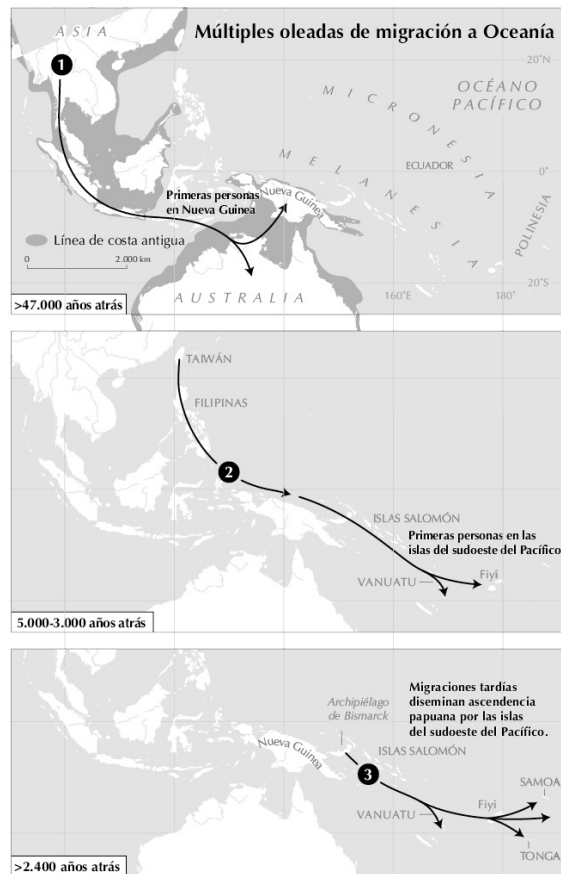 Múltiples oleadas de migración a Oceanía
ASIA
1
20°N
OCÉANO
PACÍFICO
MICRONESIA
MELANESIA
ECUADOR
0°
Primeras personas
en Nueva Guinea
Nueva Guinea
POLINESIA
Línea de costa antigua
0
2.000 km
AUSTRALIA
160°E
180°
20°S
>47.000 años atrás
TAIWÁN
FILIPINAS
2
ISLAS SALOMÓN
Primeras personas en las
islas del sudoeste del Pacífico
VANUATU
Fiyi
5.000-3.000 años atrás
Migraciones tardías
diseminan ascendencia
papuana por las islas
del sudoeste del Pacífico.
Archipiélago
de Bismarck
Nueva Guinea
ISLAS SALOMÓN
3
SAMOA
VANUATU
Fiyi
TONGA
>2.400 años atrás